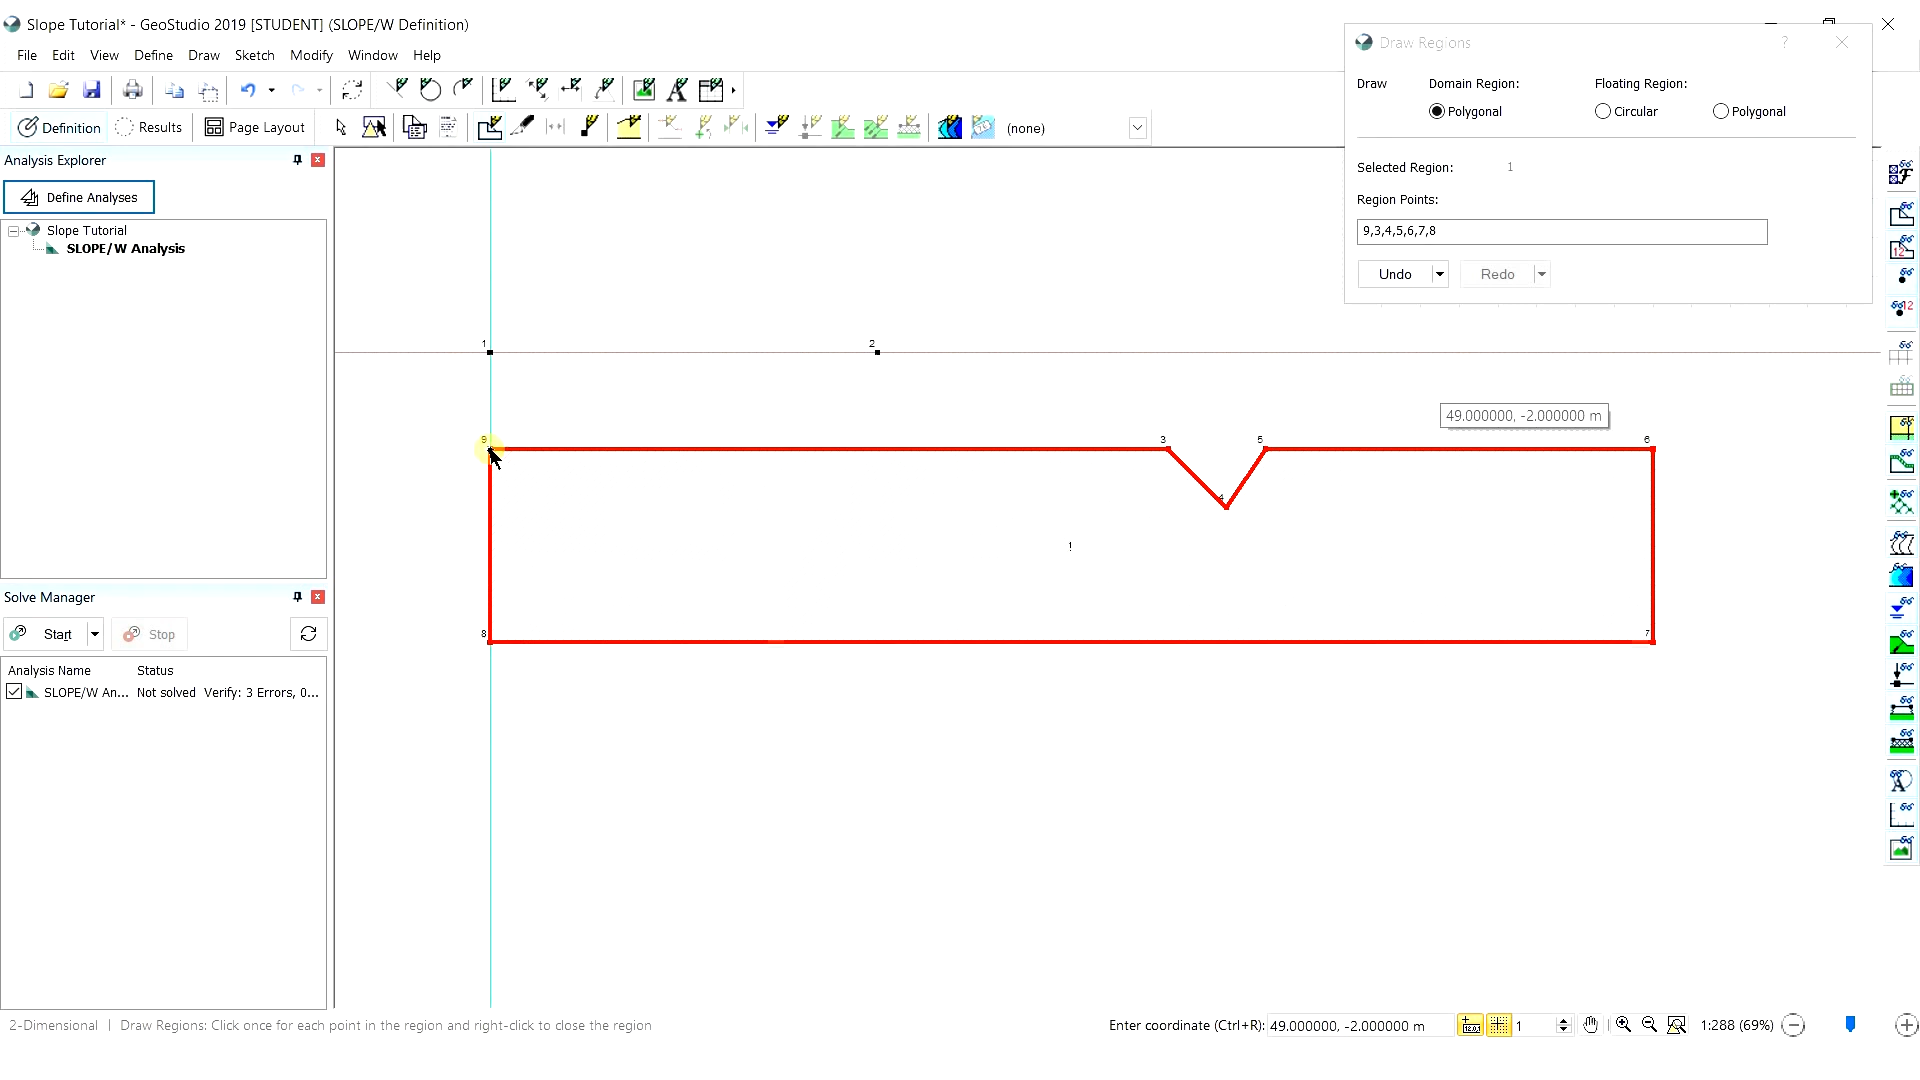 Slope Tutorial* - GeoStudio 2019 [STUDENT] (SLOPE/W Definition)
File Edit View Define Draw Sketch Modify Window Help
Definition Results Page Layout (none)
Analysis Explorer
Define Analyses
Slope Tutorial
SLOPE/W Analysis
Solve Manager
Start Stop
Analysis Name Status
SLOPE/W An... Not solved Verify: 3 Errors, 0...
Draw Regions ?
Draw Domain Region: Floating Region:
Polygonal Circular Polygonal
Selected Region: 1
Region Points:
9,3,4,5,6,7,8
Undo Redo
1 2
49.000000, -2.000000 m
9 3 5 6
4
1
8 7
2-Dimensional | Draw Regions: Click once for each point in the region and right-click to close the region
Enter coordinate (Ctrl+R): 49.000000, -2.000000 m 1 1:288 (69%)